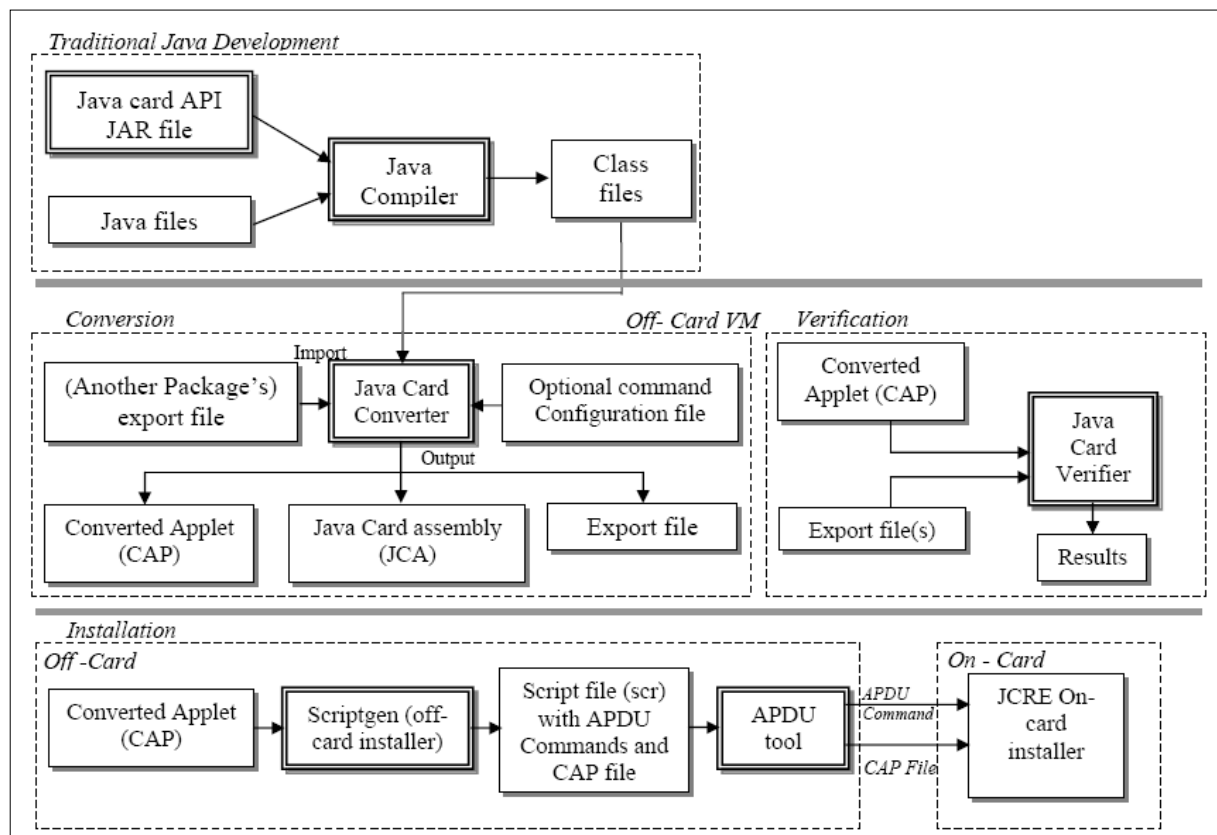 Traditional Java Development
Java card API
JAR file
Java files
Java
Compiler
Class
files
Conversion
Off- Card VM
Import
(Another Package's)
export file
Java Card
Converter
Optional command
Configuration file
Output
Converted Applet
(CAP)
Java Card assembly
(JCA)
Export file
Verification
Converted
Applet (CAP)
Export file(s)
Java
Card
Verifier
Results
Installation
Off -Card
Converted Applet
(CAP)
Scriptgen (off-
card installer)
Script file (scr)
with APDU
Commands and
CAP file
APDU
tool
APDU
Command
CAP File
On - Card
JCRE On-
card
installer